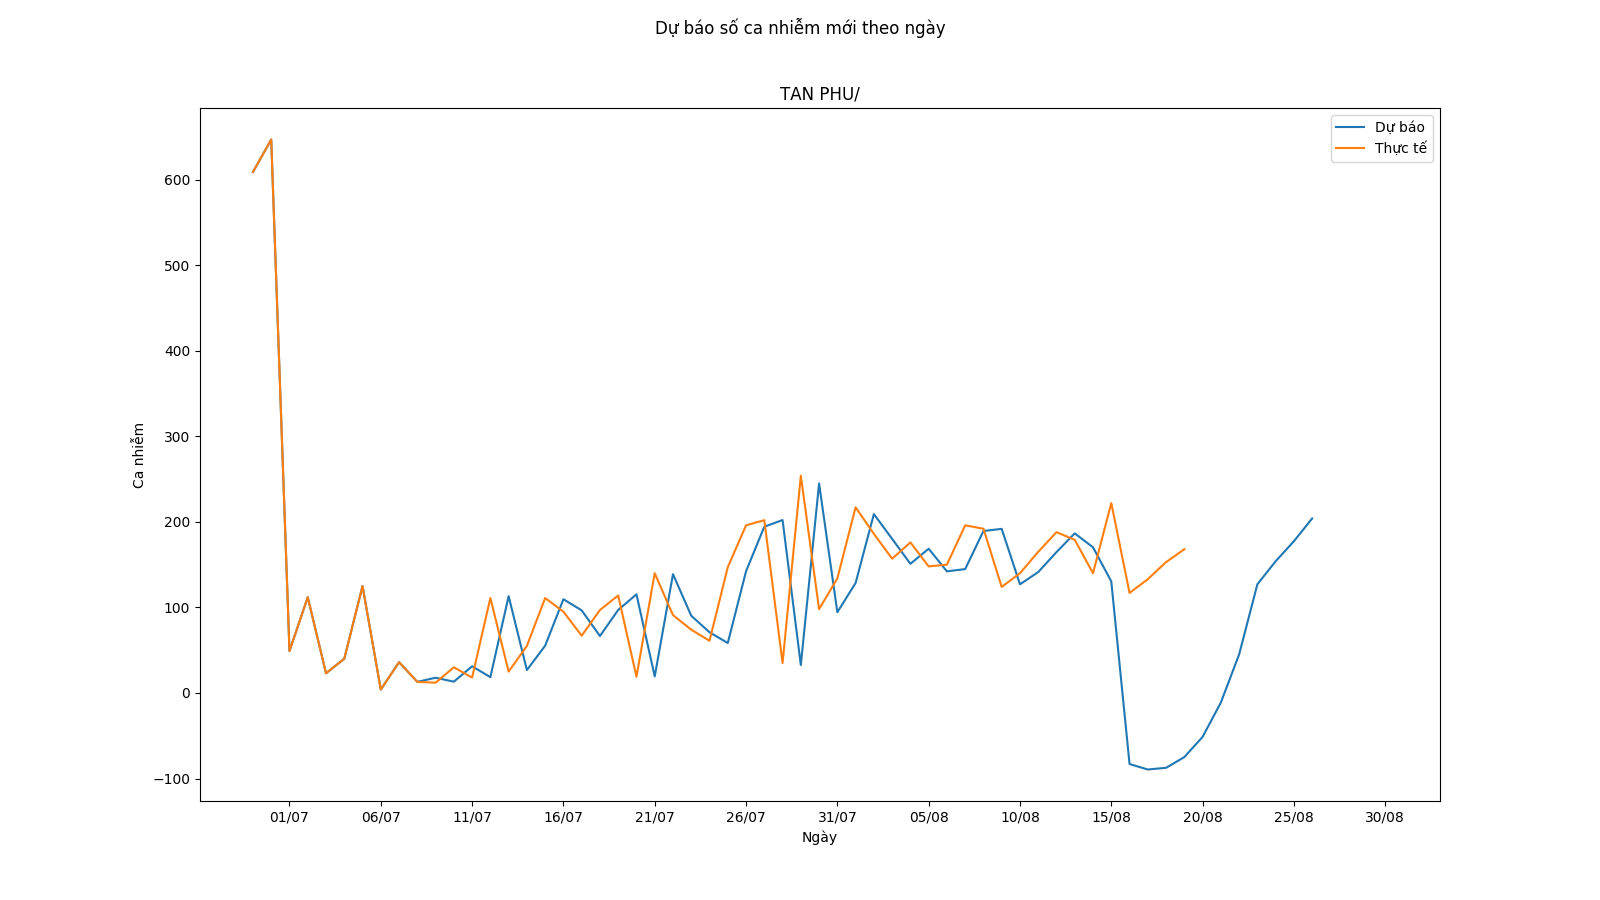 Dự báo số ca nhiễm mới theo ngày
TAN PHU/
Dự báo
Thực tế
600
500
400
300
200
100
0
−100
Ca nhiễm
01/07 06/07 11/07 16/07 21/07 26/07 31/07 05/08 10/08 15/08 20/08 25/08 30/08
Ngày